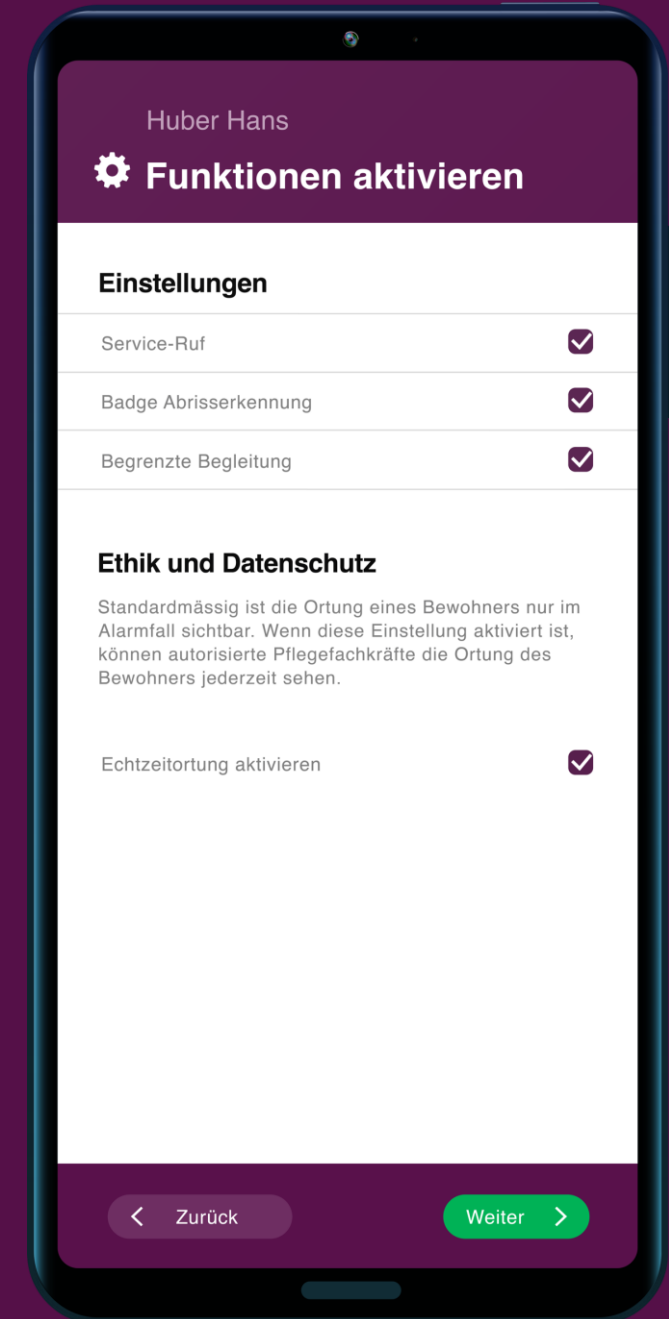 Huber Hans
Funktionen aktivieren
Einstellungen
Service-Ruf
Badge Abrisserkennung
Begrenzte Begleitung
Ethik und Datenschutz
Standardmässig ist die Ortung eines Bewohners nur im
Alarmfall sichtbar. Wenn diese Einstellung aktiviert ist,
können autorisierte Pflegefachkräfte die Ortung des
Bewohners jederzeit sehen.
Echtzeitortung aktivieren
Zurück
Weiter